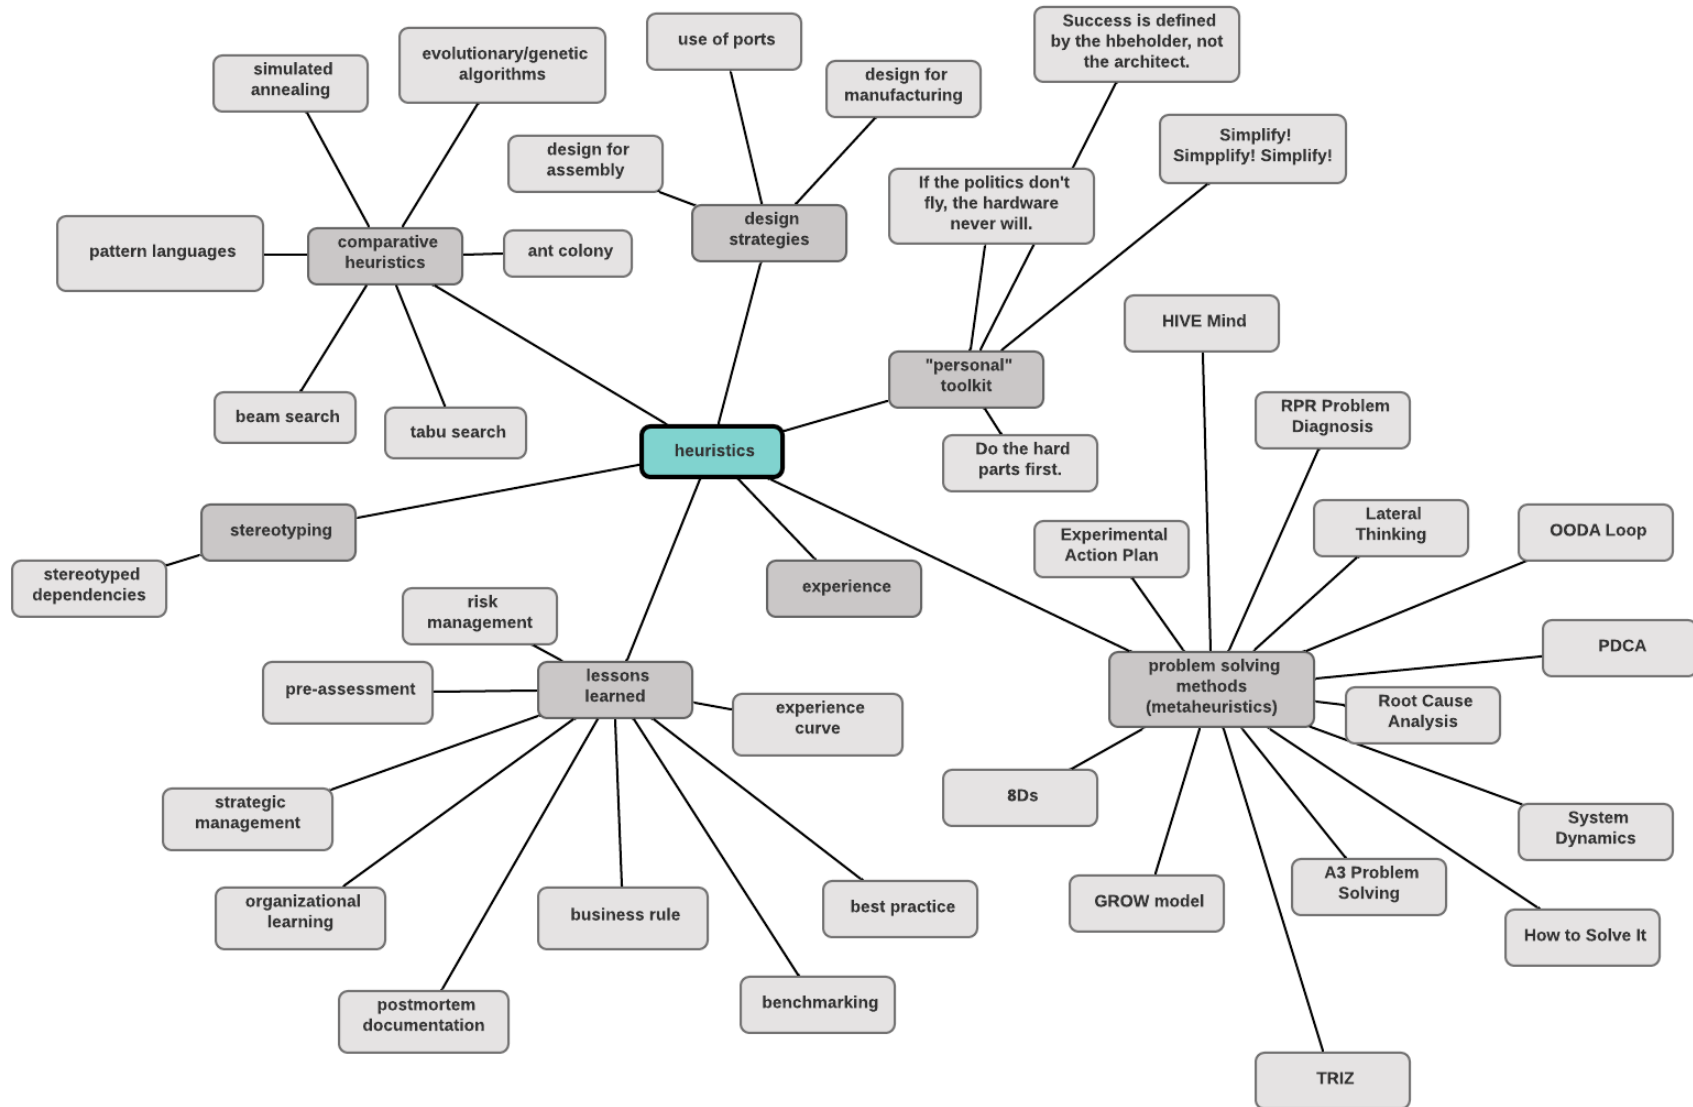 Success is defined
by the hbeholder, not
the architect.
use of ports
evolutionary/genetic
algorithms
simulated
annealing
design for
manufacturing
Simplify!
Simpplify! Simplify!
design for
assembly
If the politics don't
fly, the hardware
never will.
design
strategies
comparative
heuristics
pattern languages
ant colony
HIVE Mind
"personal"
toolkit
beam search
tabu search
RPR Problem
Diagnosis
heuristics
Do the hard
parts first.
stereotyping
Lateral
Thinking
OODA Loop
Experimental
Action Plan
stereotyped
dependencies
experience
risk
management
PDCA
problem solving
methods
(metaheuristics)
lessons
learned
pre-assessment
experience
curve
Root Cause
Analysis
8Ds
strategic
management
System
Dynamics
A3 Problem
Solving
GROW model
organizational
learning
business rule
best practice
How to Solve It
postmortem
documentation
benchmarking
TRIZ